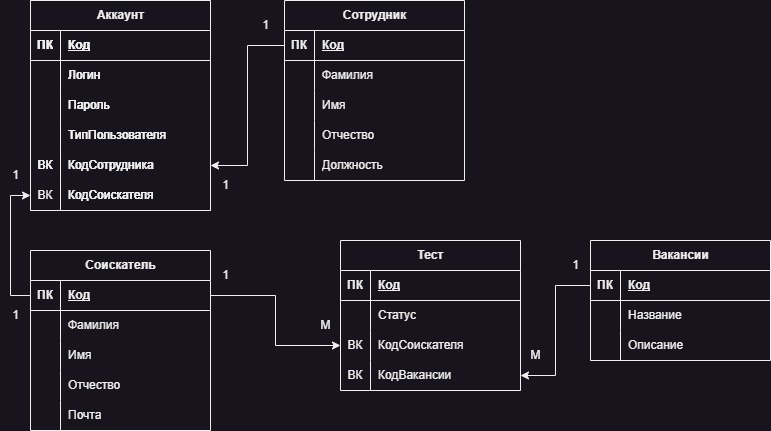 Аккаунт
ПК Код
Логин
Пароль
ТипПользователя
ВК КодСотрудника
ВК КодСоискателя
Сотрудник
ПК Код
Фамилия
Имя
Отчество
Должность
1
1
1
1
Соискатель
ПК Код
Фамилия
Имя
Отчество
Почта
1
М
Тест
ПК Код
Статус
ВК КодСоискателя
ВК КодВакансии
1
М
Вакансии
ПК Код
Название
Описание